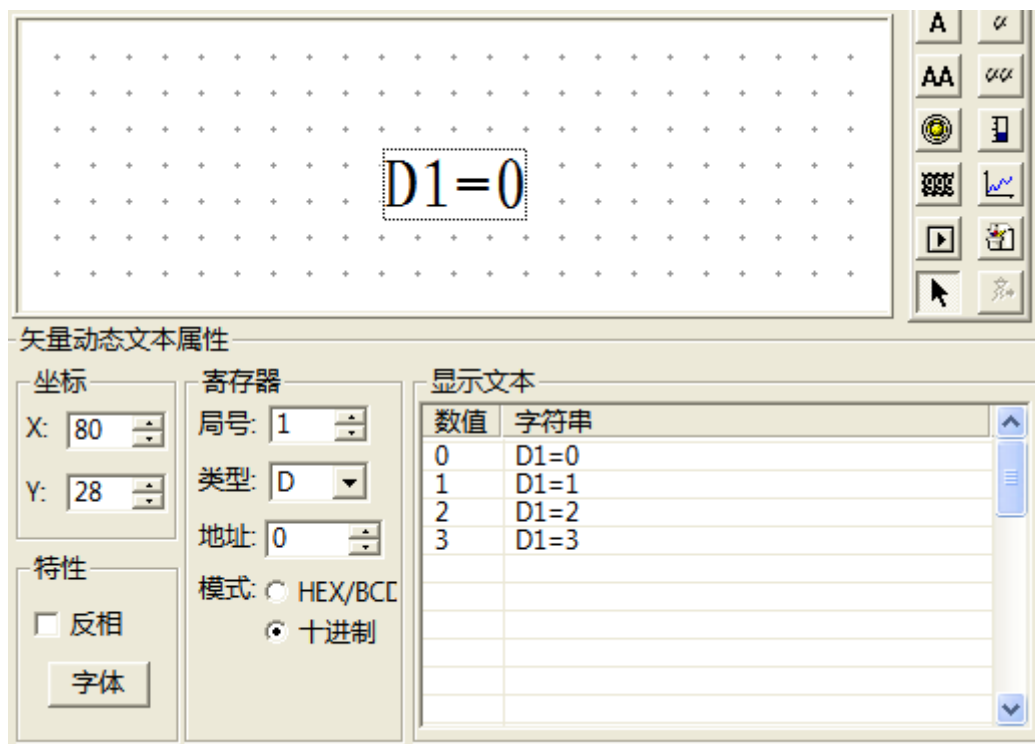 A α
AA αα
D1=0
矢量动态文本属性
坐标
X: 80
Y: 28
特性
反相
字体
寄存器
局号: 1
类型: D
地址: 0
模式: HEX/BCD
十进制
显示文本
数值 字符串
0 D1=0
1 D1=1
2 D1=2
3 D1=3